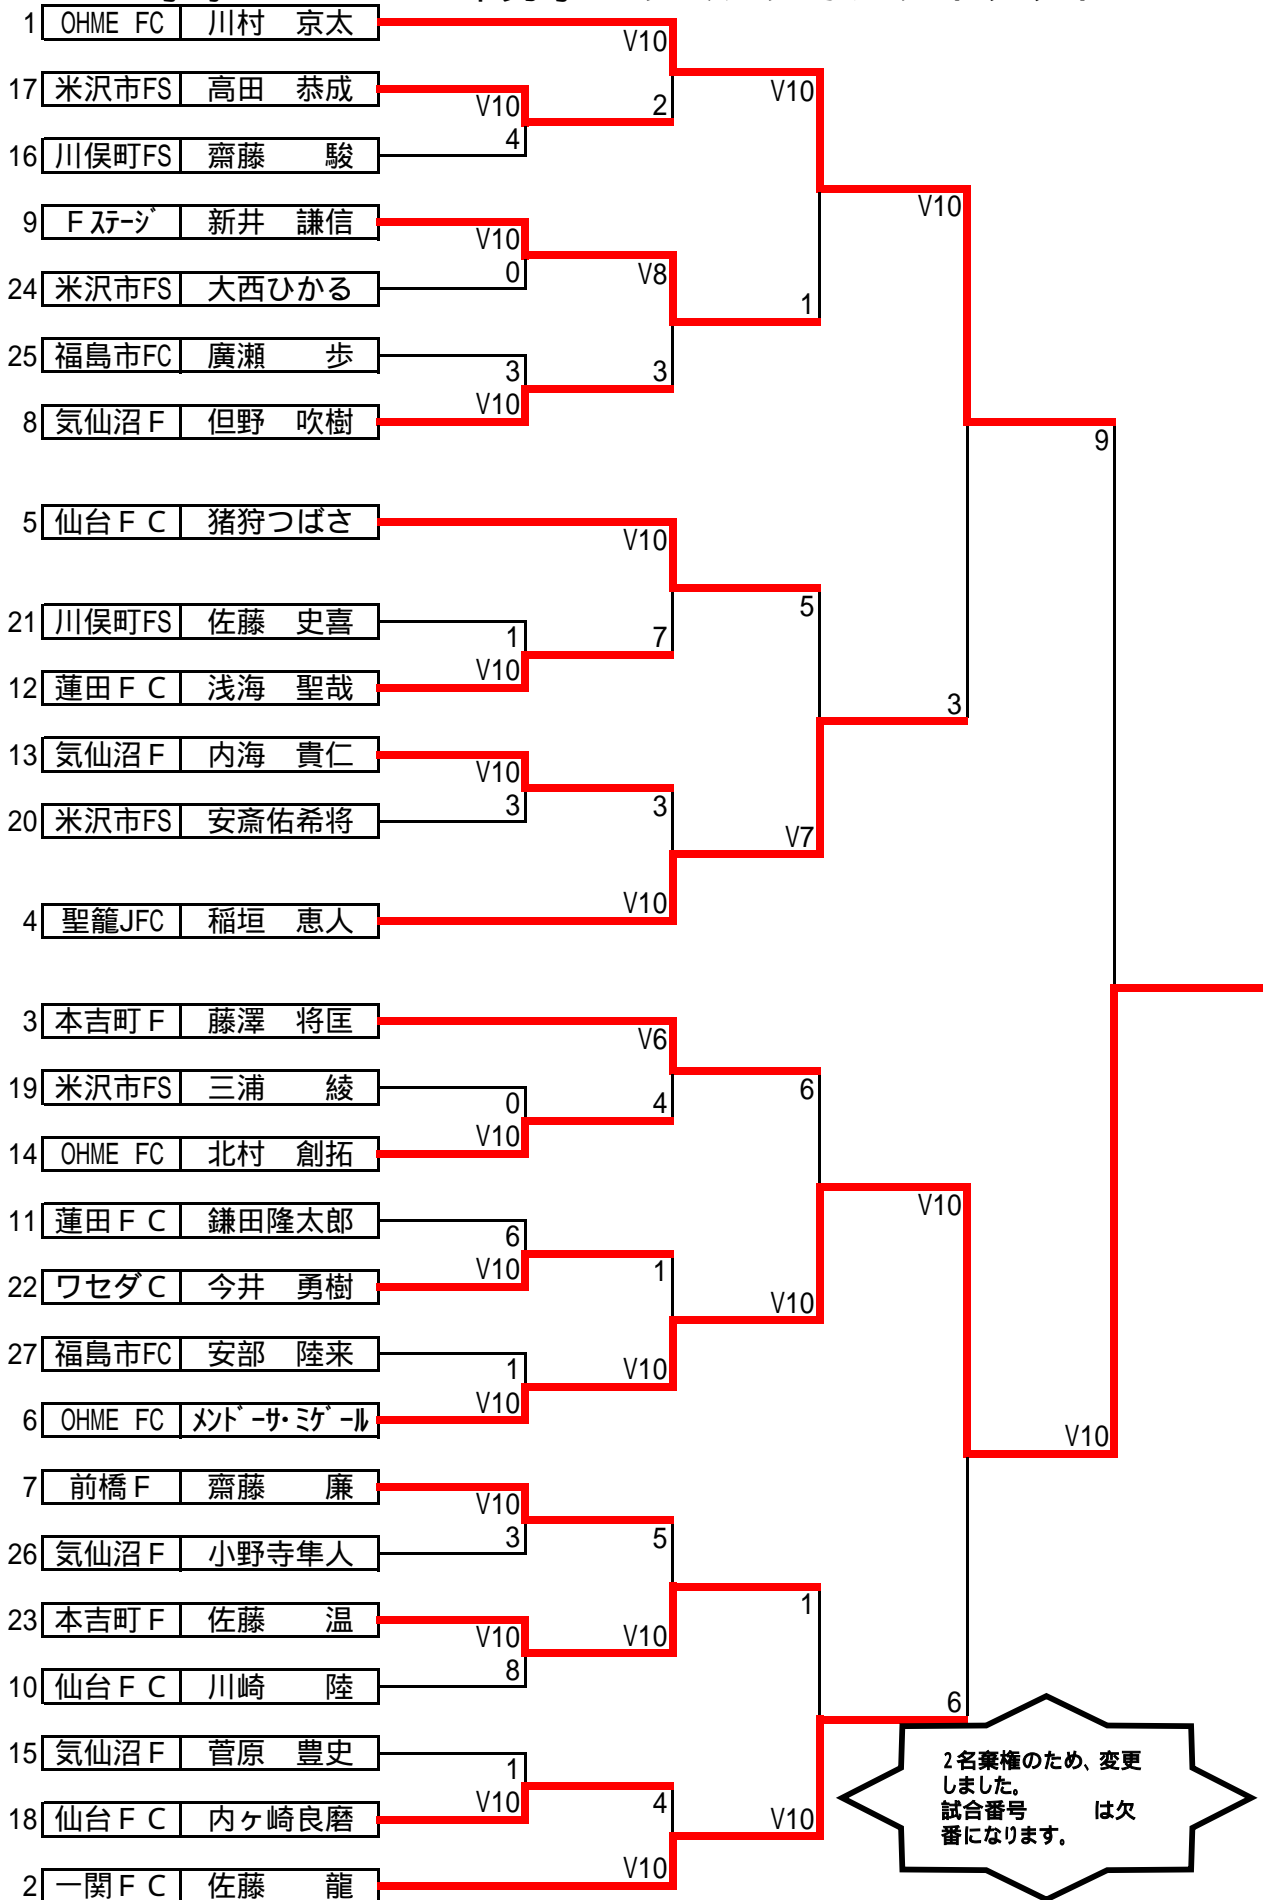 1 OHME FC 川村 京太
V10
17 米沢市FS 高田 恭成
V10
2
V10
4
16 川俣町FS 齋藤 駿
9 Fステージ 新井 謙信
V10
V10
0
V8
24 米沢市FS 大西ひかる
1
25 福島市FC 廣瀬 歩
3
3
V10
8 気仙沼F 但野 吹樹
9
5 仙台FC 猪狩つばさ
V10
5
21 川俣町FS 佐藤 史喜
1
7
V10
12 蓮田FC 浅海 聖哉
3
13 気仙沼F 内海 貴仁
V10
3
3
20 米沢市FS 安斎佑希将
V7
V10
4 聖籠JFC 稲垣 恵人
3 本吉町F 藤澤 将匡
V6
19 米沢市FS 三浦 綾
6
0
4
V10
14 OHME FC 北村 創拓
11 蓮田FC 鎌田隆太郎
V10
6
V10
1
22 ワセダC 今井 勇樹
V10
27 福島市FC 安部 陸来
1
V10
V10
6 OHME FC メンドーサ・ミゲール
V10
7 前橋F 齋藤 廉
V10
3
5
26 気仙沼F 小野寺隼人
1
23 本吉町F 佐藤 温
V10
V10
8
10 仙台FC 川崎 陸
6
15 気仙沼F 菅原 豊史
1
V10
4
18 仙台FC 内ヶ崎良磨
V10
V10
2 一関FC 佐藤 龍
2名棄権のため、変更
しました。
試合番号 は欠
番になります。